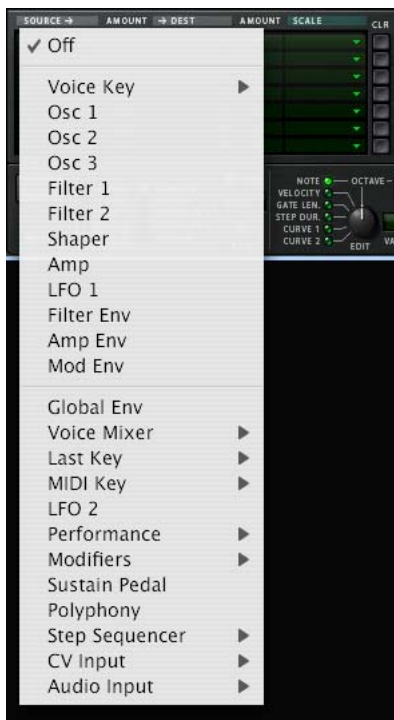 SOURCE → AMOUNT → DEST AMOUNT SCALE CLR
✓ Off
Voice Key
Osc 1
Osc 2
Osc 3
Filter 1
Filter 2
Shaper
Amp
LFO 1
Filter Env
Amp Env
Mod Env
Global Env
Voice Mixer
Last Key
MIDI Key
LFO 2
Performance
Modifiers
Sustain Pedal
Polyphony
Step Sequencer
CV Input
Audio Input
NOTE OCTAVE
VELOCITY
GATE LEN.
STEP DUR.
CURVE 1
CURVE 2
EDIT